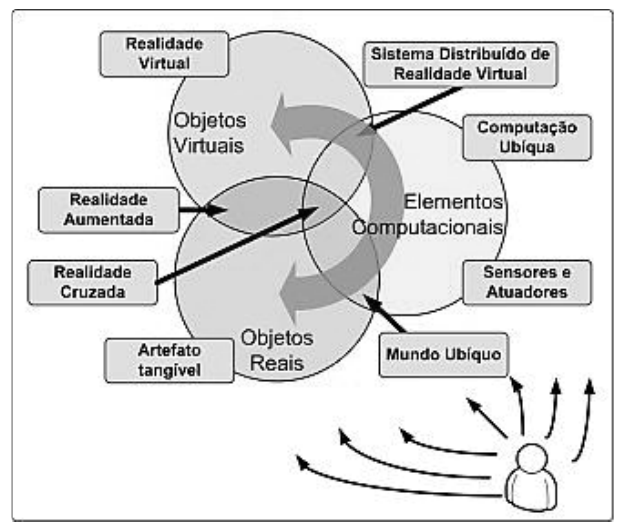 Realidade
Virtual
Sistema Distribuído de
Realidade Virtual
Objetos
Virtuais
Computação
Ubíqua
Realidade
Aumentada
Elementos
Computacionais
Realidade
Cruzada
Sensores e
Atuadores
Artefato
tangível
Objetos
Reais
Mundo Ubíquo